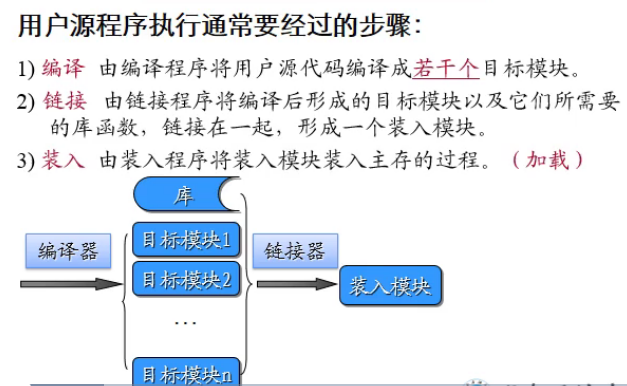 用户源程序执行通常要经过的步骤：
1) 编译 由编译程序将用户源代码编译成若干个目标模块。
2) 链接 由链接程序将编译后形成的目标模块以及它们所需要
的库函数，链接在一起，形成一个装入模块。
3) 装入 由装入程序将装入模块装入主存的过程。（加载）
库
编译器
目标模块1
链接器
目标模块2
装入模块
...
目标模块n